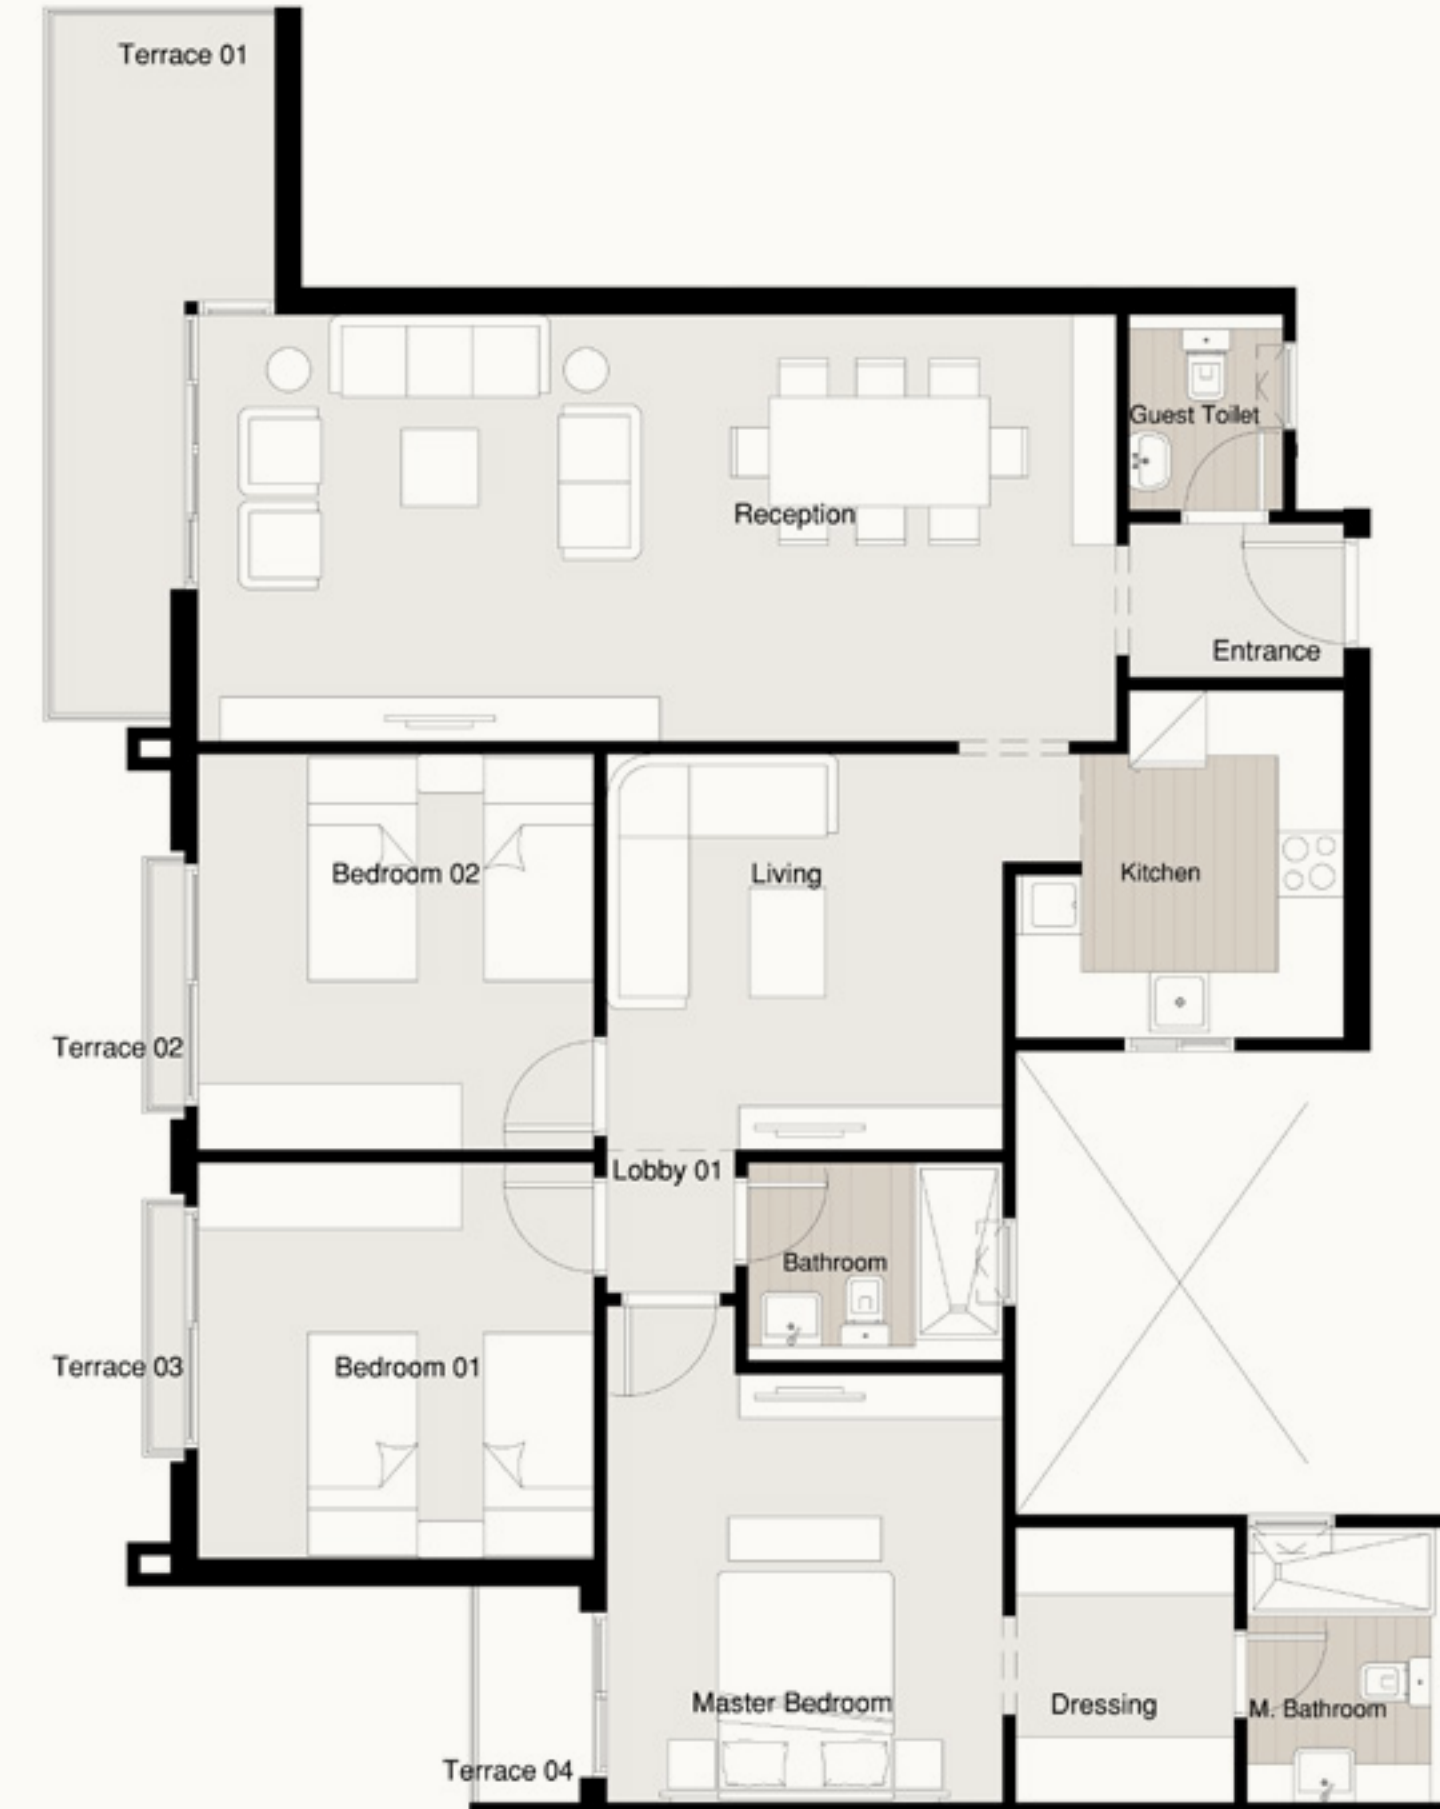 Terrace 01
Guest Toilet
Reception
Entrance
Bedroom 02
Living
Kitchen
Terrace 02
Lobby 01
Bathroom
Terrace 03
Bedroom 01
Master Bedroom
Dressing
M. Bathroom
Terrace 04